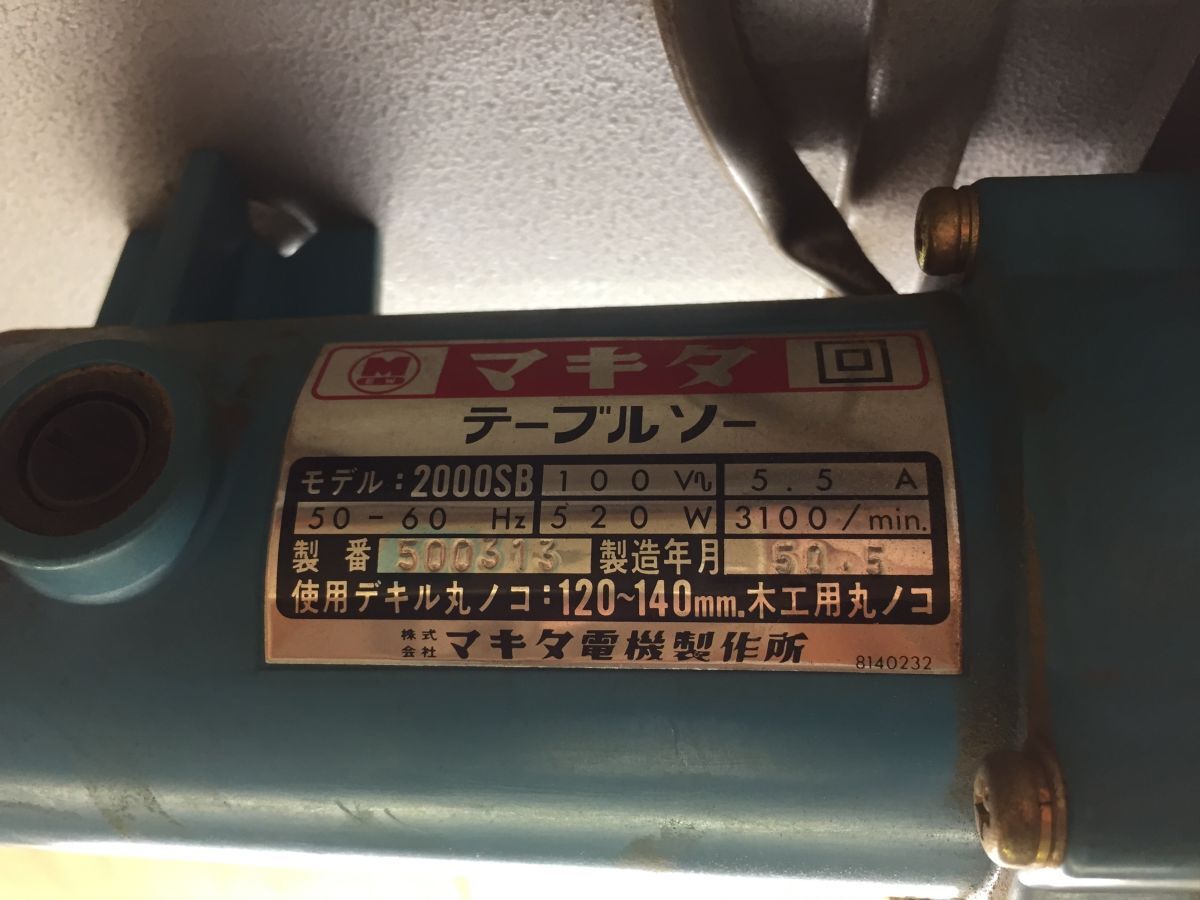 マキタ
テーブルソー
モデル：2000SB 100V 5.5 A
50-60 Hz 520 W 3100/min.
製番 500313 製造年月 50.5
使用デキル丸ノコ：120~140mm.木工用丸ノコ
株式会社 マキタ電機製作所
8140232